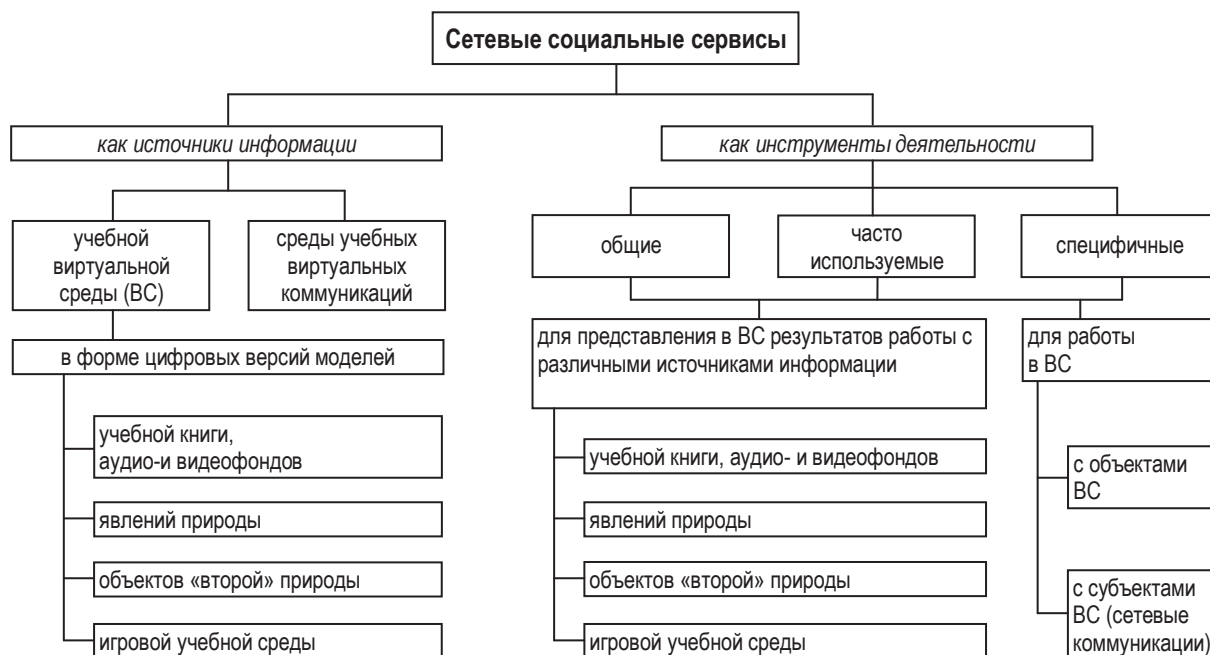 Сетевые социальные сервисы
как источники информации
как инструменты деятельности
учебной
виртуальной
среды (ВС)
среды учебных
виртуальных
коммуникаций
общие
часто
используемые
специфичные
в форме цифровых версий моделей
для представления в ВС результатов работы с
различными источниками информации
для работы
в ВС
учебной книги,
аудио-и видеофондов
явлений природы
объектов «второй» природы
игровой учебной среды
учебной книги, аудио- и видеофондов
явлений природы
объектов «второй» природы
игровой учебной среды
с объектами
ВС
с субъектами
ВС (сетевые
коммуникации)